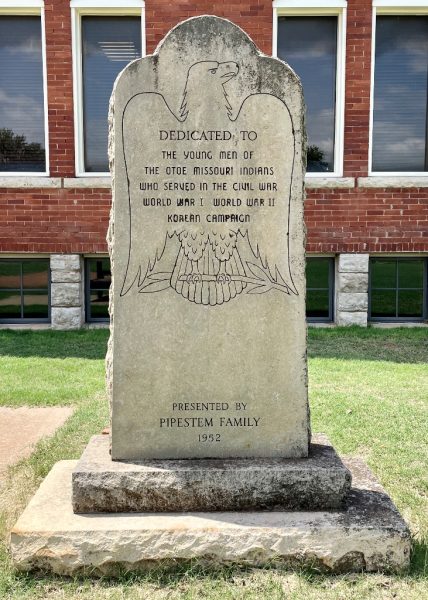 DEDICATED TO
THE YOUNG MEN OF
THE OTOE MISSOURI INDIANS
WHO SERVED IN THE CIVIL WAR
WORLD WAR I WORLD WAR II
KOREAN CAMPAIGN
PRESENTED BY
PIPESTEM FAMILY
1952